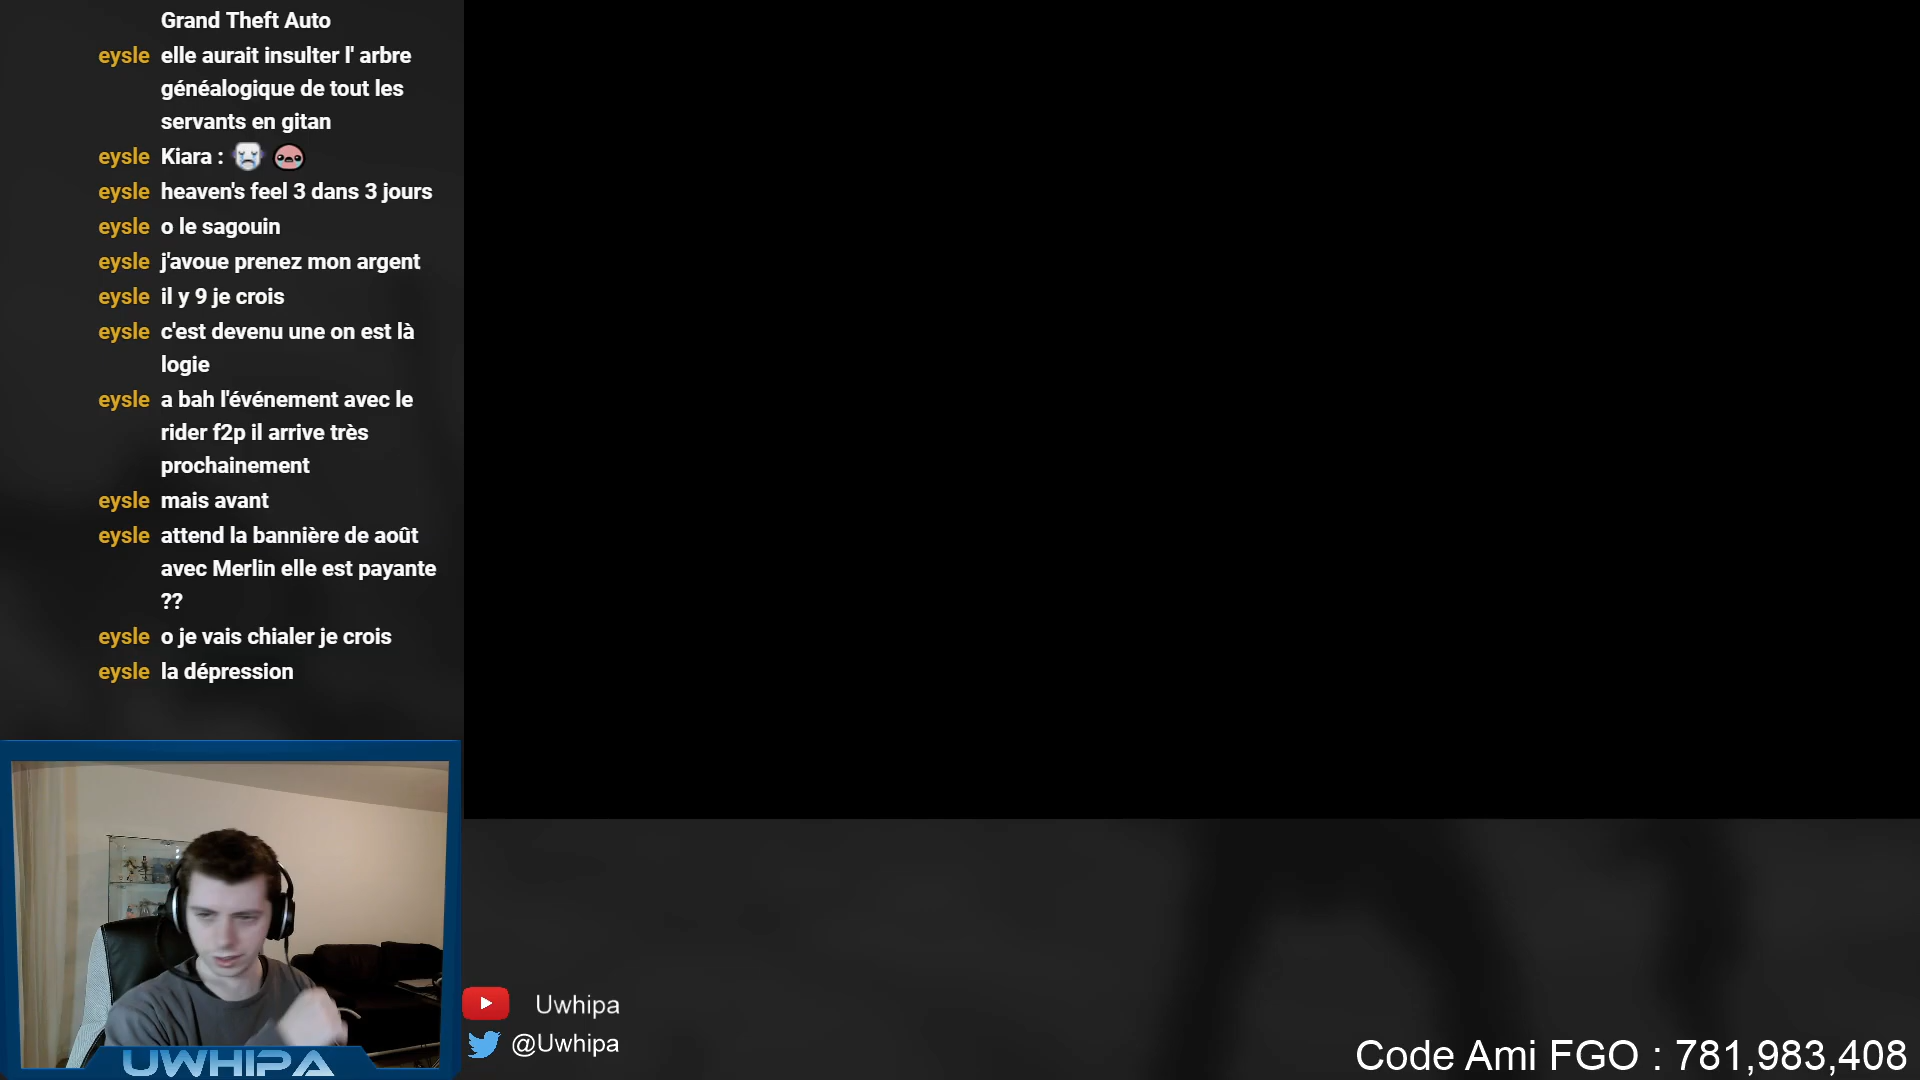 Grand Theft Auto
eysle elle aurait insulter l' arbre
généalogique de tout les
servants en gitan
eysle Kiara :
eysle heaven's feel 3 dans 3 jours
eysle o le sagouin
eysle j'avoue prenez mon argent
eysle il y 9 je crois
eysle c'est devenu une on est là
logie
eysle a bah l'événement avec le
rider f2p il arrive très
prochainement
eysle mais avant
eysle attend la bannière de août
avec Merlin elle est payante
??
eysle o je vais chialer je crois
eysle la dépression
UWHIPA
Uwhipa
@Uwhipa
Code Ami FGO : 781,983,408